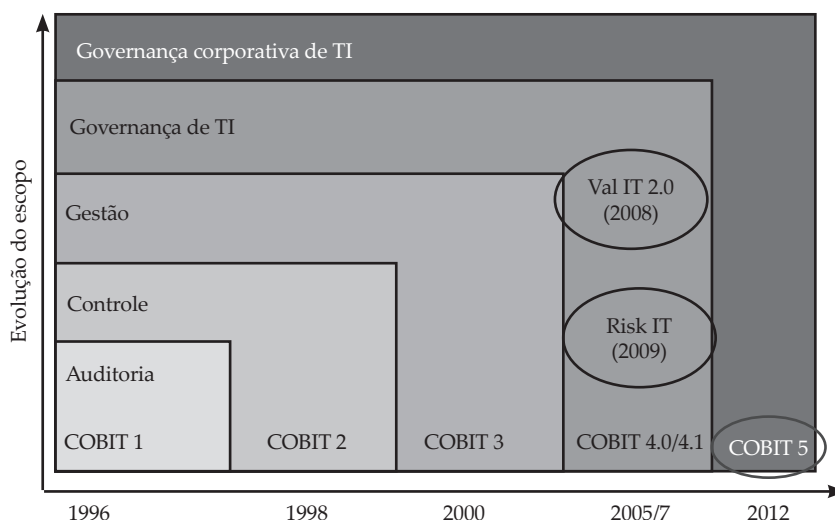 Governança corporativa de TI
Governança de TI
Val IT 2.0
(2008)
Gestão
Evolução do escopo
Controle
Risk IT
(2009)
Auditoria
COBIT 1
COBIT 2
COBIT 3
COBIT 4.0/4.1
COBIT 5
1996
1998
2000
2005/7
2012